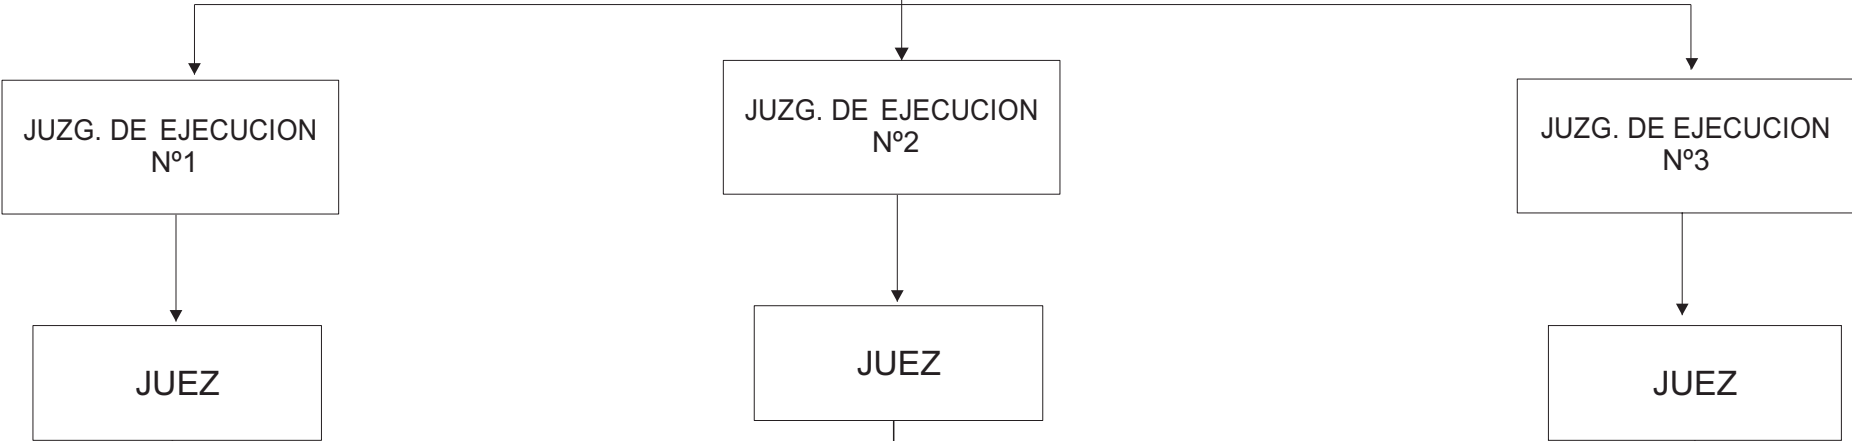 JUZG. DE EJECUCION
Nº1
JUZG. DE EJECUCION
Nº2
JUZG. DE EJECUCION
Nº3
JUEZ
JUEZ
JUEZ